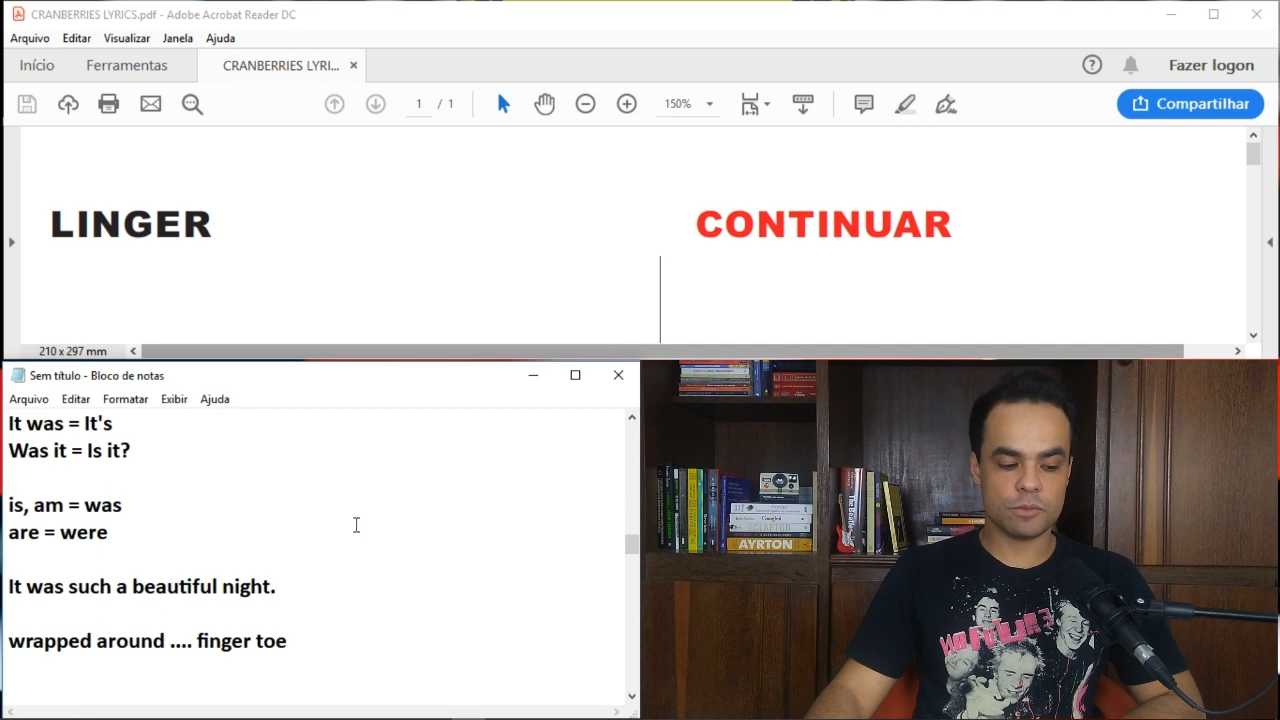 CRANBERRIES LYRICS.pdf - Adobe Acrobat Reader DC
Arquivo Editar Visualizar Janela Ajuda
Início Ferramentas CRANBERRIES LYRI... × Fazer logon
1 / 1 150% Compartilhar
LINGER CONTINUAR
210 x 297 mm
Sem título - Bloco de notas
Arquivo Editar Formatar Exibir Ajuda
It was = It's
Was it = Is it?
is, am = was
are = were
It was such a beautiful night.
wrapped around .... finger toe
The Beatles
CLAPTON
AYRTON